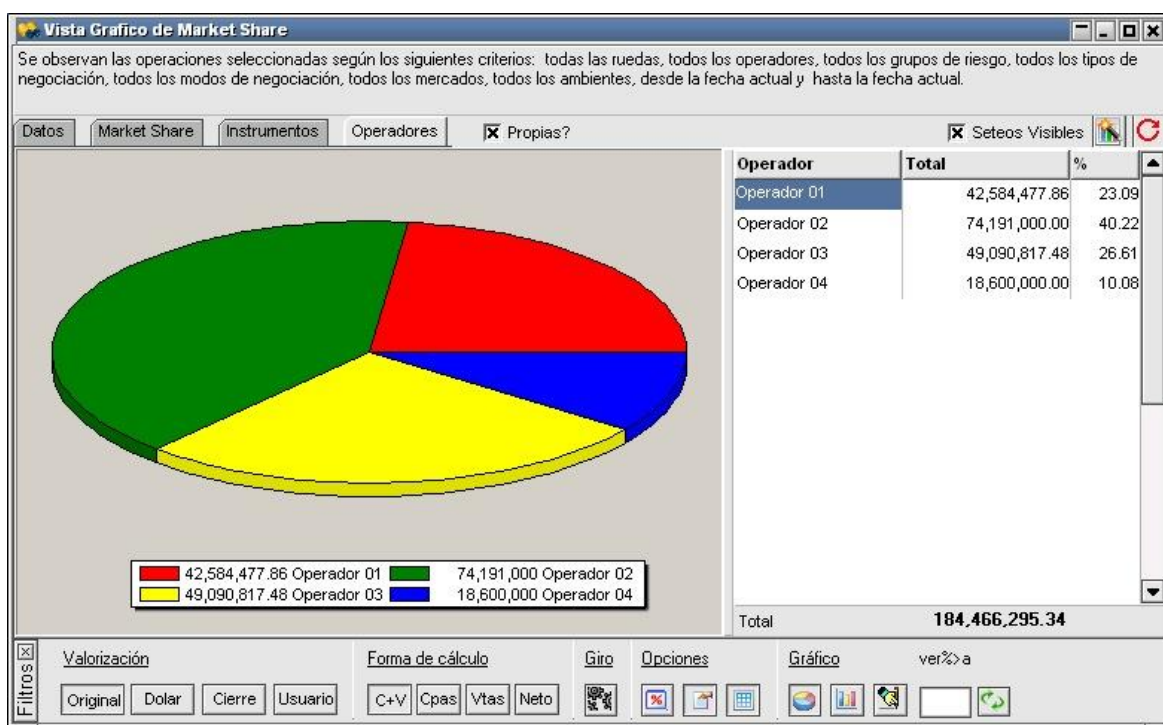 Vista Grafico de Market Share
Se observan las operaciones seleccionadas según los siguientes criterios: todas las ruedas, todos los operadores, todos los grupos de riesgo, todos los tipos de
negociación, todos los modos de negociación, todos los mercados, todos los ambientes, desde la fecha actual y hasta la fecha actual.
Datos Market Share Instrumentos Operadores Propias? Seteos Visibles
Operador Total %
Operador 01 42,584,477.86 23.09
Operador 02 74,191,000.00 40.22
Operador 03 49,090,817.48 26.61
Operador 04 18,600,000.00 10.08
42,584,477.86 Operador 01 74,191,000 Operador 02
49,090,817.48 Operador 03 18,600,000 Operador 04
Total 184,466,295.34
Filtros
Valorización Forma de cálculo Giro Opciones Gráfico ver%>a
Original Dolar Cierre Usuario C+V Cpas Vtas Neto